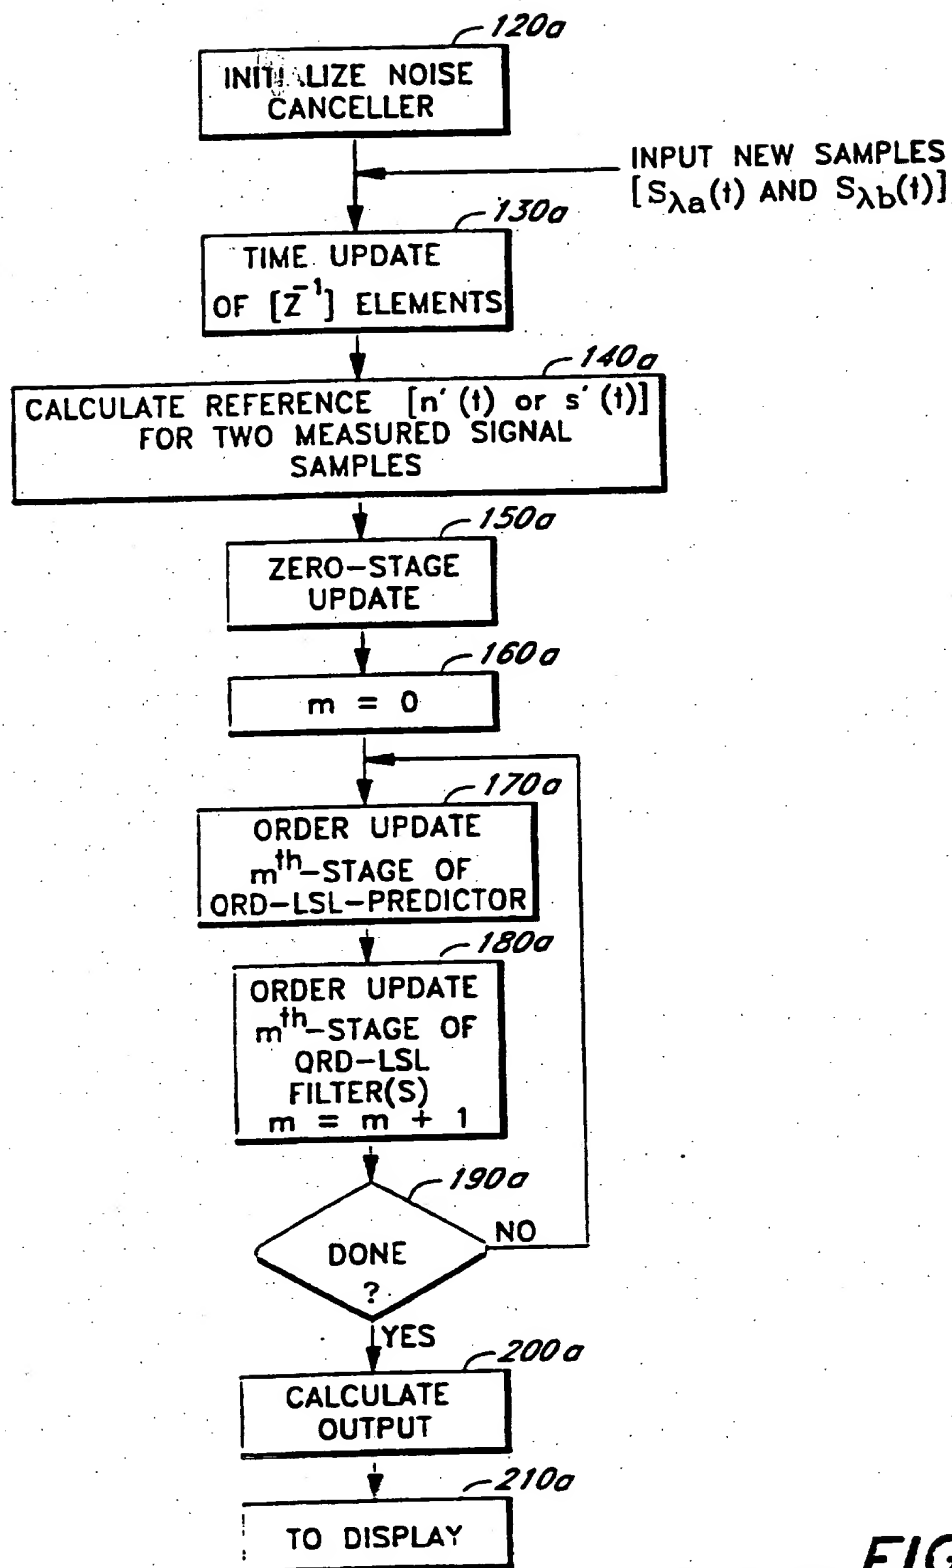 120a
INITIALIZE NOISE
CANCELLER
INPUT NEW SAMPLES
[Sλa(t) AND Sλb(t)]
130a
TIME UPDATE
OF [Z⁻¹] ELEMENTS
140a
CALCULATE REFERENCE [n'(t) or s'(t)]
FOR TWO MEASURED SIGNAL
SAMPLES
150a
ZERO-STAGE
UPDATE
160a
m = 0
170a
ORDER UPDATE
mth-STAGE OF
QRD-LSL-PREDICTOR
180a
ORDER UPDATE
mth-STAGE OF
QRD-LSL
FILTER(S)
m = m + 1
190a
NO
DONE
?
YES
200a
CALCULATE
OUTPUT
210a
TO DISPLAY
FIG